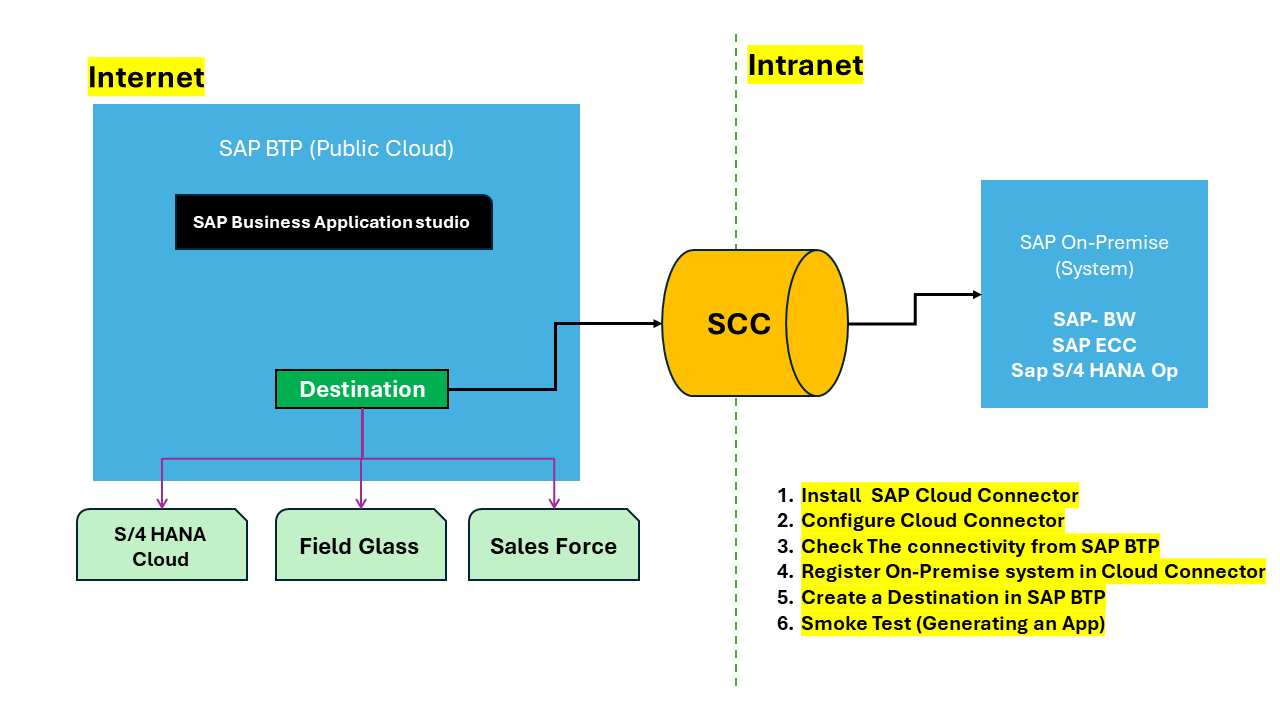 Internet
Intranet
SAP BTP (Public Cloud)
SAP Business Application studio
Destination
SCC
SAP On-Premise
(System)
SAP- BW
SAP ECC
Sap S/4 HANA Op
S/4 HANA
Cloud
Field Glass
Sales Force
1. Install  SAP Cloud Connector
2. Configure Cloud Connector
3. Check The connectivity from SAP BTP
4. Register On-Premise system in Cloud Connector
5. Create a Destination in SAP BTP
6. Smoke Test (Generating an App)